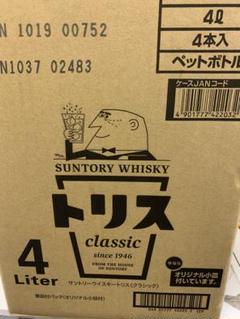 N 1019 00752
N1037 02483
4ℓ
4本入
ペットボトル
ケースJANコード
SUNTORY WHISKY
トリス
classic
since 1946
FROM THE HOUSE
OF SUNTORY
4
Liter
サントリーウイスキートリス〈クラシック〉
オリジナル小皿
付いています。